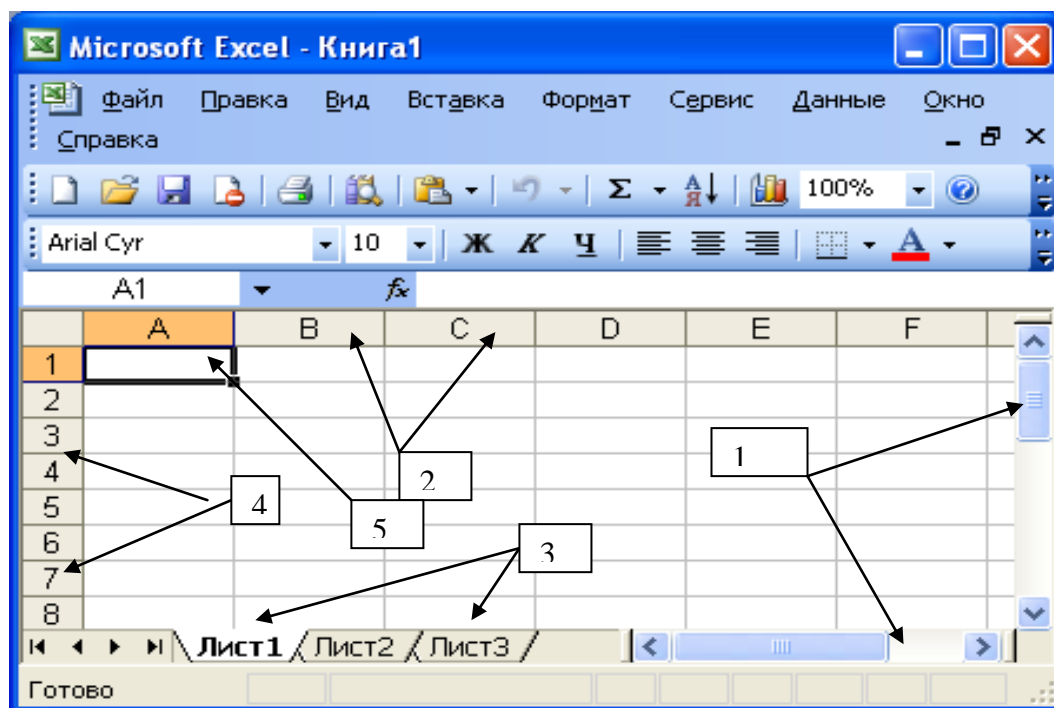 Microsoft Excel - Книга1
Файл Правка Вид Вставка Формат Сервис Данные Окно
Справка
Σ А Я 100% ?
Arial Cyr 10 Ж К Ч А
A1 fx
A B C D E F
1
2
3
4
5
6
7
8
1
2
4
5
3
Лист1 Лист2 Лист3
Готово